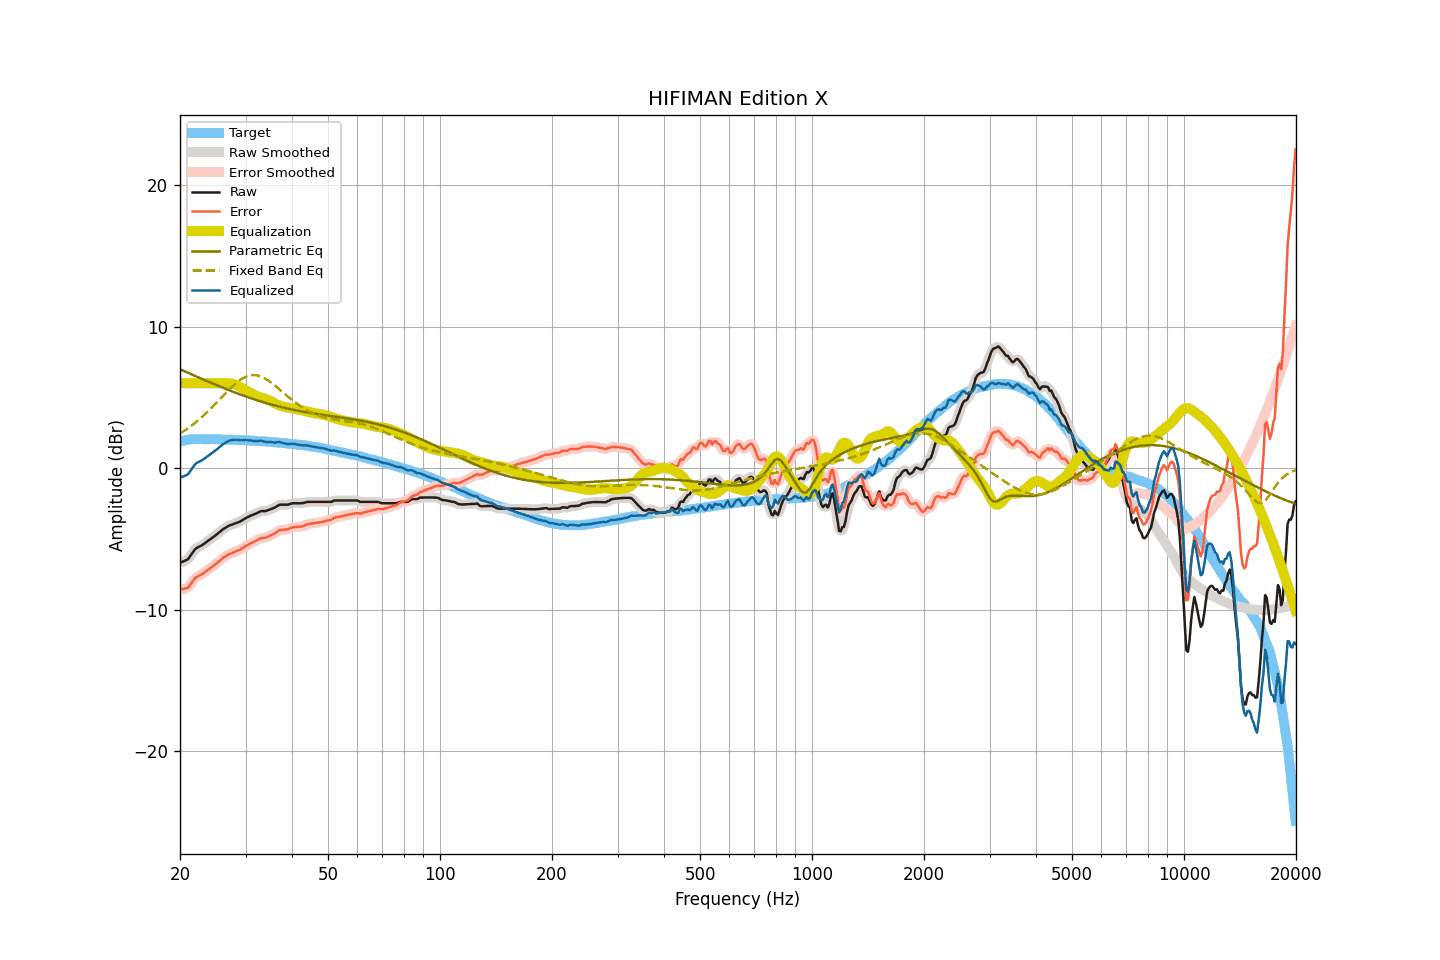 HIFIMAN Edition X
Target
Raw Smoothed
Error Smoothed
Raw
Error
Equalization
Parametric Eq
Fixed Band Eq
Equalized
20
10
0
−10
−20
Amplitude (dBr)
20 50 100 200 500 1000 2000 5000 10000 20000
Frequency (Hz)